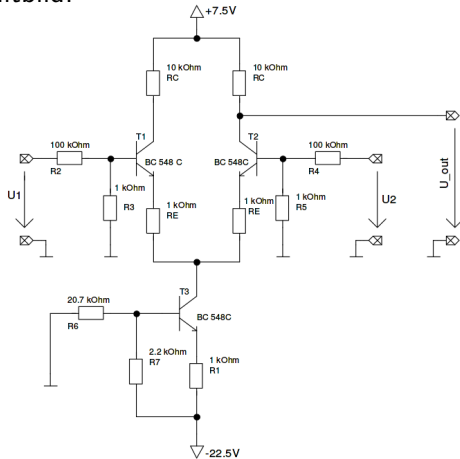 +7.5V
10 kOhm
RC
10 kOhm
RC
T1
T2
100 kOhm
R2
BC 548 C
BC 548C
100 kOhm
R4
1 kOhm
R3
1 kOhm
RE
1 kOhm
RE
1 kOhm
R5
U1
U2
U_out
T3
20.7 kOhm
R6
BC 548C
2.2 kOhm
R7
1 kOhm
R1
-22.5V